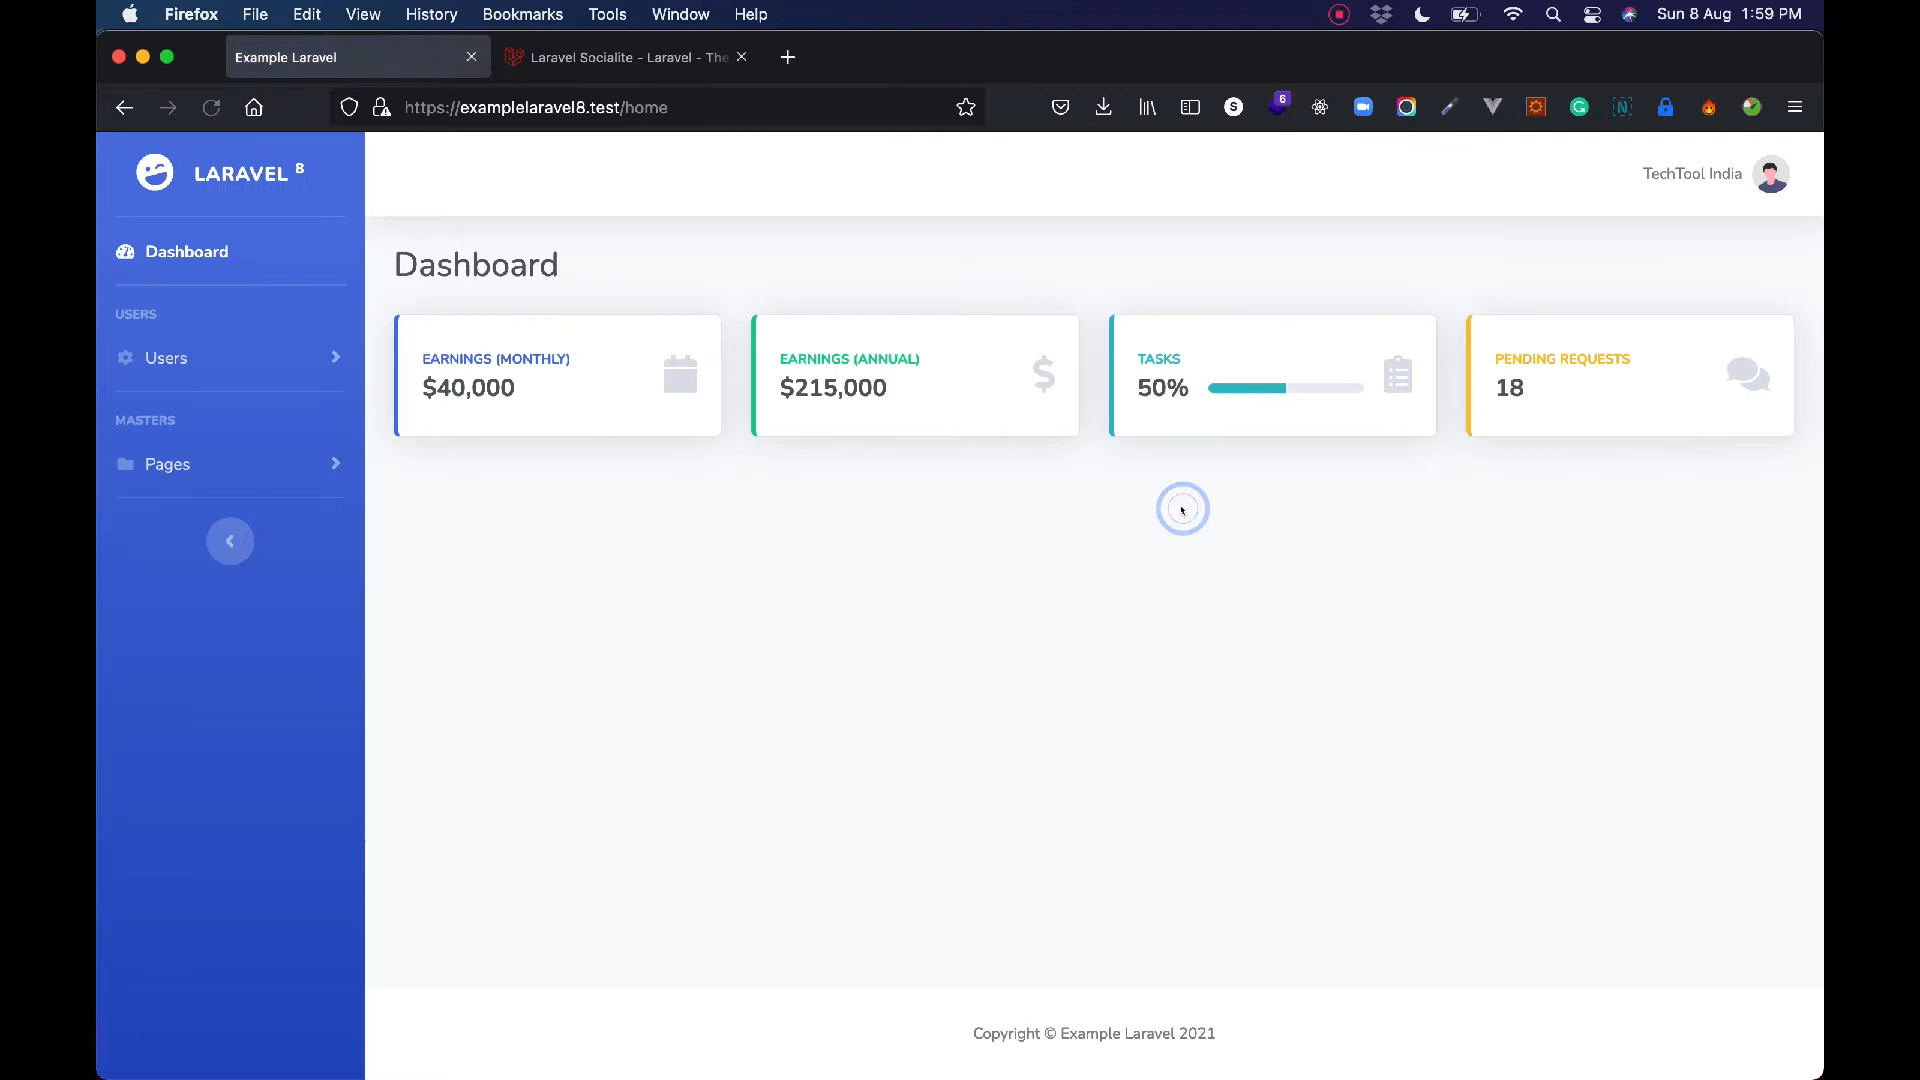 Firefox File Edit View History Bookmarks Tools Window Help Sun 8 Aug 1:59 PM
Example Laravel Laravel Socialite - Laravel - The
https://examplelaravel8.test/home
S 6 G N
LARAVEL 8
TechTool India
Dashboard
USERS
Users
MASTERS
Pages
Dashboard
EARNINGS (MONTHLY)
$40,000
EARNINGS (ANNUAL)
$215,000
TASKS
50%
PENDING REQUESTS
18
Copyright © Example Laravel 2021